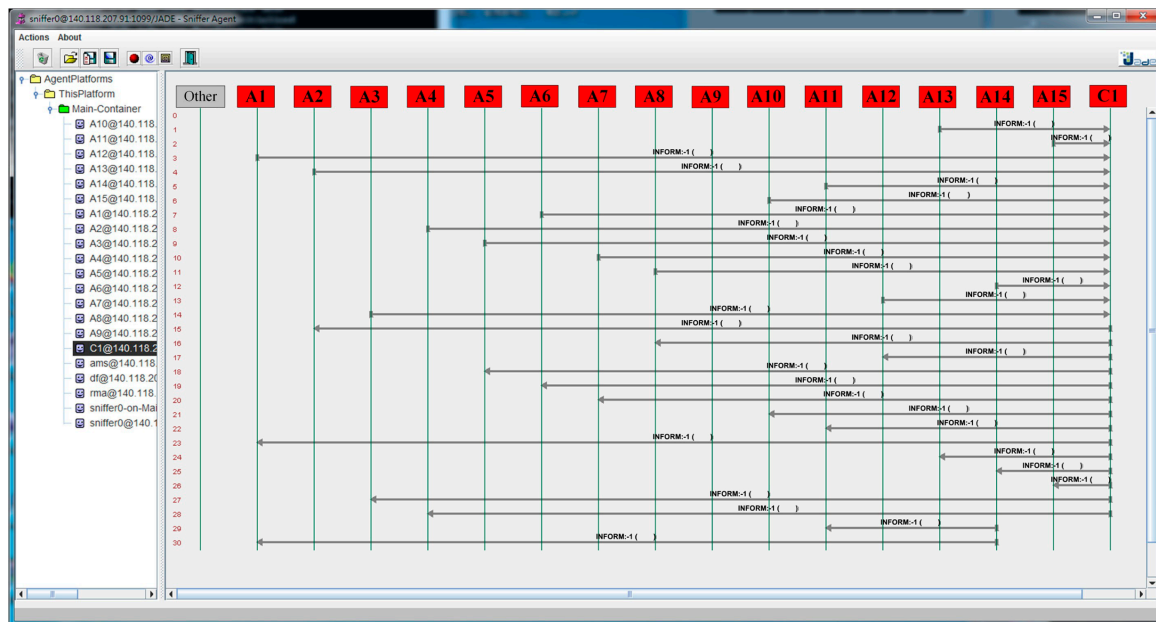 sniffer0@140.118.207.91:1099/JADE - Sniffer Agent
Actions About
Jade
AgentPlatforms
ThisPlatform
Main-Container
A10@140.118.
A11@140.118.
A12@140.118.
A13@140.118.
A14@140.118.
A15@140.118.
A1@140.118.2
A2@140.118.2
A3@140.118.2
A4@140.118.2
A5@140.118.2
A6@140.118.2
A7@140.118.2
A8@140.118.2
A9@140.118.2
C1@140.118.2
ams@140.118
df@140.118.20
rma@140.118.
sniffer0-on-Mai
sniffer0@140.1
Other A1 A2 A3 A4 A5 A6 A7 A8 A9 A10 A11 A12 A13 A14 A15 C1
0
1 INFORM:-1 ( )
2 INFORM:-1 ( )
3 INFORM:-1 ( )
4 INFORM:-1 ( )
5 INFORM:-1 ( )
6 INFORM:-1 ( )
7 INFORM:-1 ( )
8 INFORM:-1 ( )
9 INFORM:-1 ( )
10 INFORM:-1 ( )
11 INFORM:-1 ( )
12 INFORM:-1 ( )
13 INFORM:-1 ( )
14 INFORM:-1 ( )
15 INFORM:-1 ( )
16 INFORM:-1 ( )
17 INFORM:-1 ( )
18 INFORM:-1 ( )
19 INFORM:-1 ( )
20 INFORM:-1 ( )
21 INFORM:-1 ( )
22 INFORM:-1 ( )
23 INFORM:-1 ( )
24 INFORM:-1 ( )
25 INFORM:-1 ( )
26 INFORM:-1 ( )
27 INFORM:-1 ( )
28 INFORM:-1 ( )
29 INFORM:-1 ( )
30 INFORM:-1 ( )